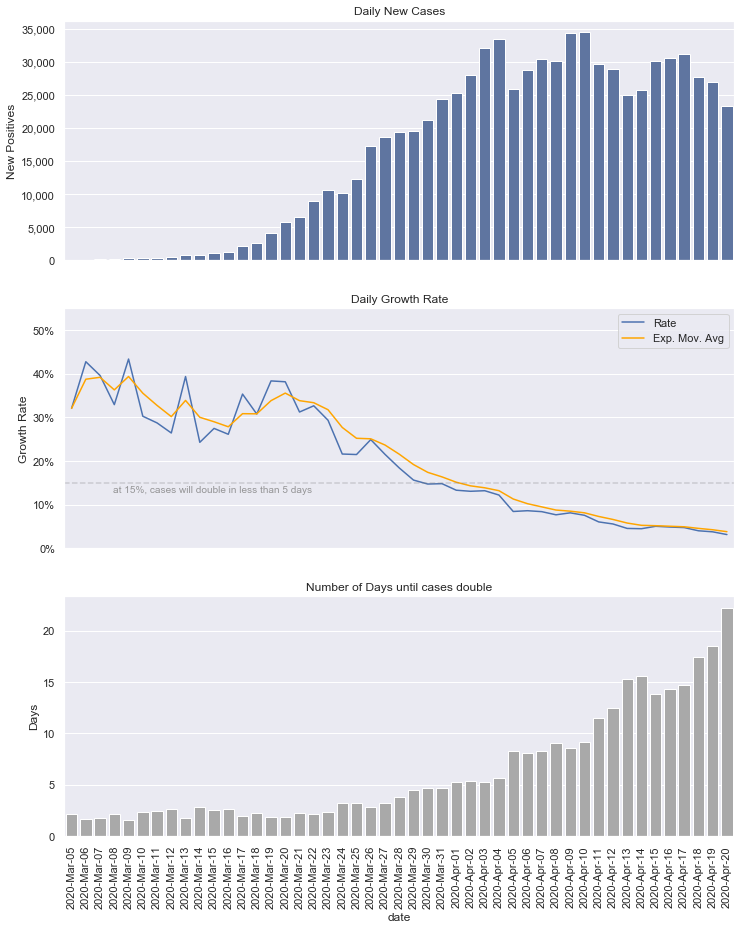 Daily New Cases
35,000
30,000
25,000
20,000
15,000
10,000
5,000
0
New Positives
Daily Growth Rate
50%
40%
30%
20%
10%
0%
Growth Rate
Rate
Exp. Mov. Avg
at 15%, cases will double in less than 5 days
Number of Days until cases double
20
15
10
5
0
Days
2020-Mar-05
2020-Mar-06
2020-Mar-07
2020-Mar-08
2020-Mar-09
2020-Mar-10
2020-Mar-11
2020-Mar-12
2020-Mar-13
2020-Mar-14
2020-Mar-15
2020-Mar-16
2020-Mar-17
2020-Mar-18
2020-Mar-19
2020-Mar-20
2020-Mar-21
2020-Mar-22
2020-Mar-23
2020-Mar-24
2020-Mar-25
2020-Mar-26
2020-Mar-27
2020-Mar-28
2020-Mar-29
2020-Mar-30
2020-Mar-31
2020-Apr-01
2020-Apr-02
2020-Apr-03
2020-Apr-04
2020-Apr-05
2020-Apr-06
2020-Apr-07
2020-Apr-08
2020-Apr-09
2020-Apr-10
2020-Apr-11
2020-Apr-12
2020-Apr-13
2020-Apr-14
2020-Apr-15
2020-Apr-16
2020-Apr-17
2020-Apr-18
2020-Apr-19
2020-Apr-20
date